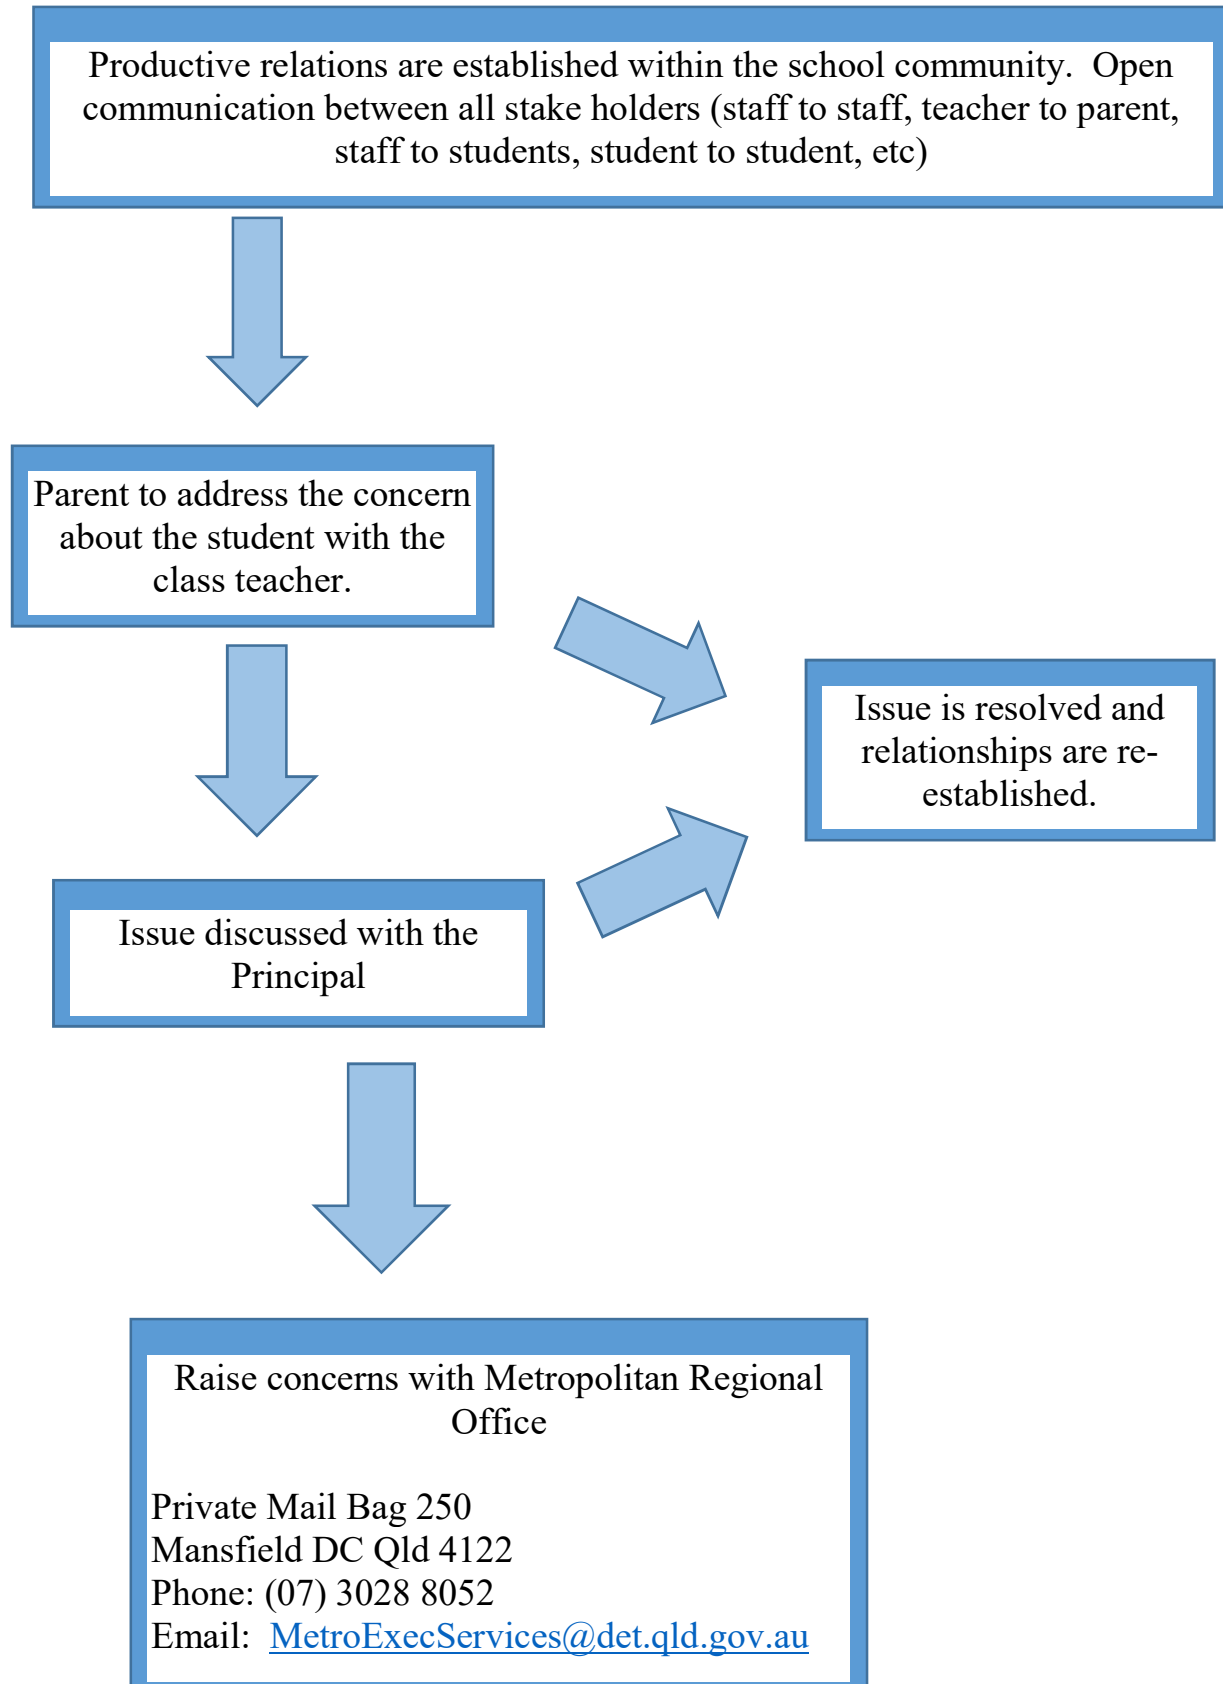 Productive relations are established within the school community.  Open
communication between all stake holders (staff to staff, teacher to parent,
staff to students, student to student, etc)
Parent to address the concern
about the student with the
class teacher.
Issue is resolved and
relationships are re-
established.
Issue discussed with the
Principal
Raise concerns with Metropolitan Regional
Office
Private Mail Bag 250
Mansfield DC Qld 4122
Phone: (07) 3028 8052
Email:  MetroExecServices@det.qld.gov.au